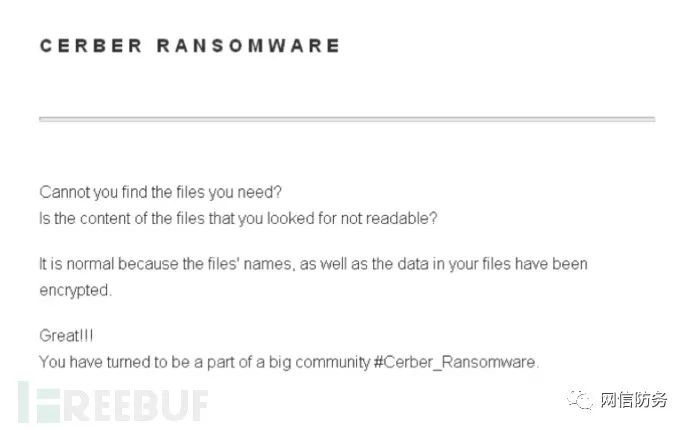 CERBER RANSOMWARE
Cannot you find the files you need?
Is the content of the files that you looked for not readable?
It is normal because the files' names, as well as the data in your files have been
encrypted.
Great!!!
You have turned to be a part of a big community #Cerber_Ransomware.
FREEBUF
网信防务